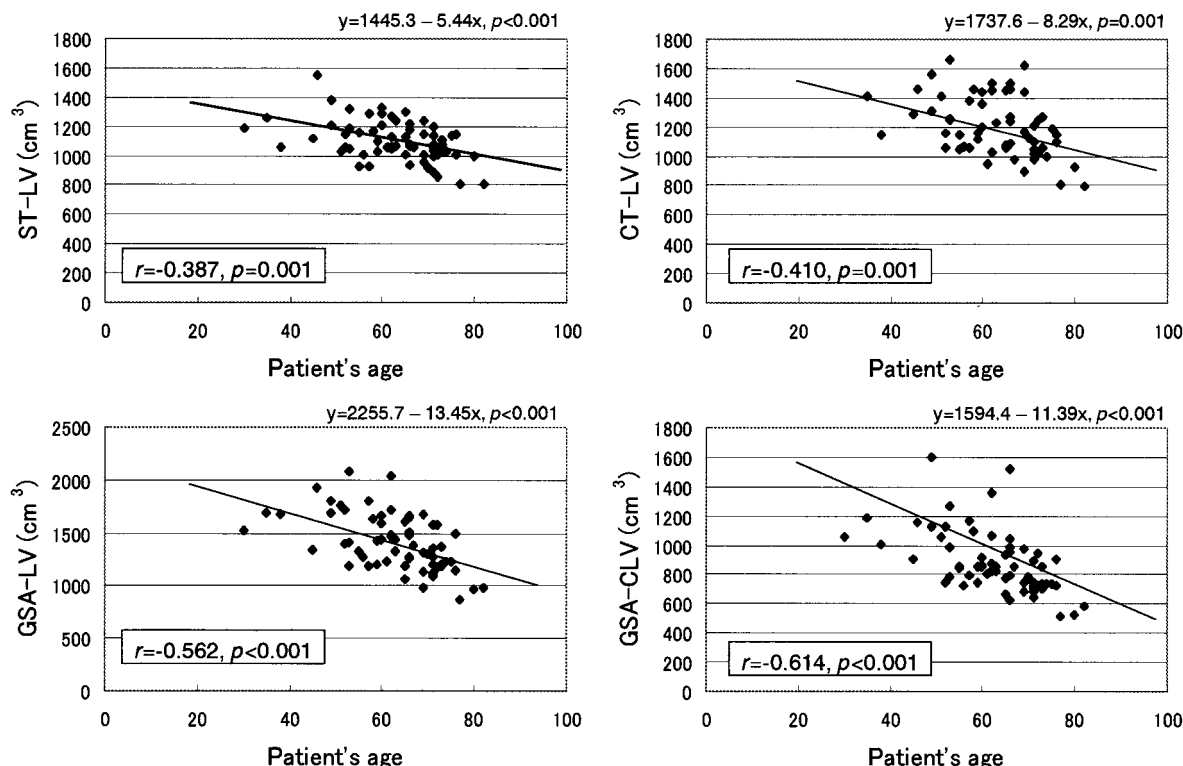 y=1445.3 – 5.44x, p<0.001
1800
1600
1400
1200
1000
800
600
400
200
0
ST-LV (cm³)
r=-0.387, p=0.001
0 20 40 60 80 100
Patient's age
y=1737.6 – 8.29x, p=0.001
1800
1600
1400
1200
1000
800
600
400
200
0
CT-LV (cm³)
r=-0.410, p=0.001
0 20 40 60 80 100
Patient's age
y=2255.7 – 13.45x, p<0.001
2500
2000
1500
1000
500
0
GSA-LV (cm³)
r=-0.562, p<0.001
0 20 40 60 80 100
Patient's age
y=1594.4 – 11.39x, p<0.001
1800
1600
1400
1200
1000
800
600
400
200
0
GSA-CLV (cm³)
r=-0.614, p<0.001
0 20 40 60 80 100
Patient's age